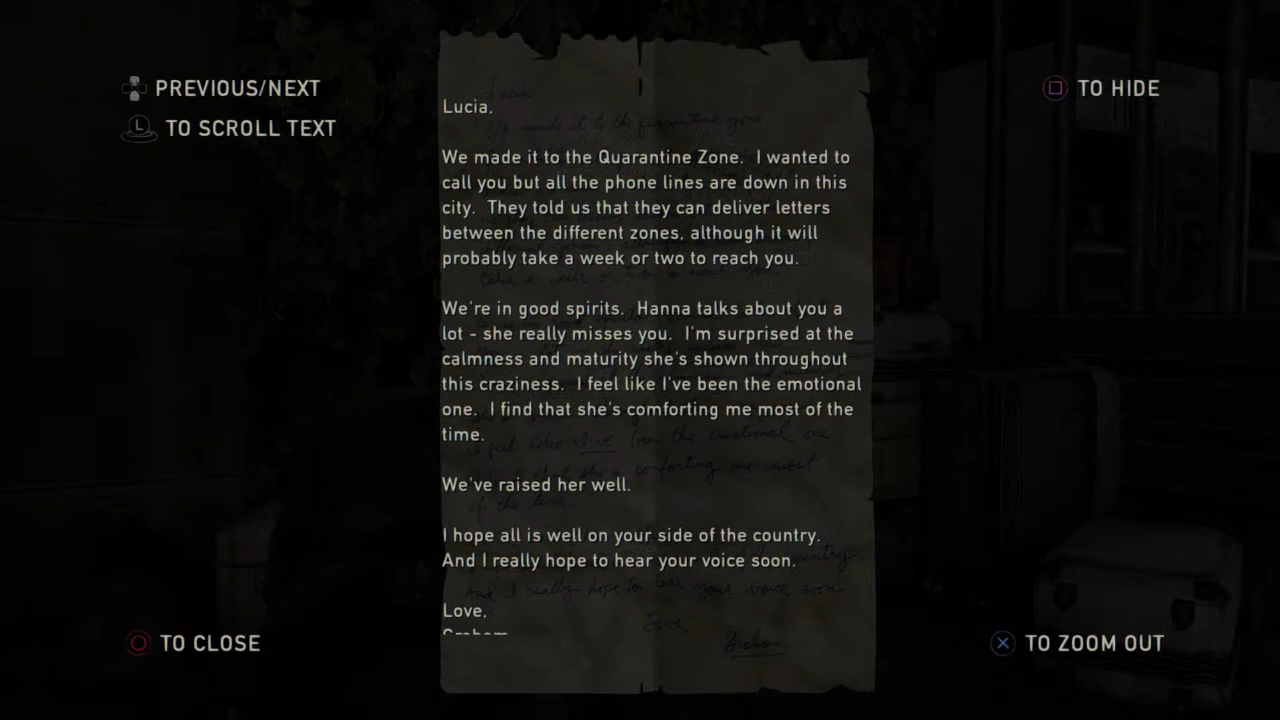 PREVIOUS/NEXT
L TO SCROLL TEXT
TO HIDE
Lucia,
We made it to the Quarantine Zone.  I wanted to
call you but all the phone lines are down in this
city.  They told us that they can deliver letters
between the different zones, although it will
probably take a week or two to reach you.
We're in good spirits.  Hanna talks about you a
lot - she really misses you.  I'm surprised at the
calmness and maturity she's shown throughout
this craziness.  I feel like I've been the emotional
one.  I find that she's comforting me most of the
time.
We've raised her well.
I hope all is well on your side of the country.
And I really hope to hear your voice soon.
Love,
Graham
TO CLOSE
TO ZOOM OUT